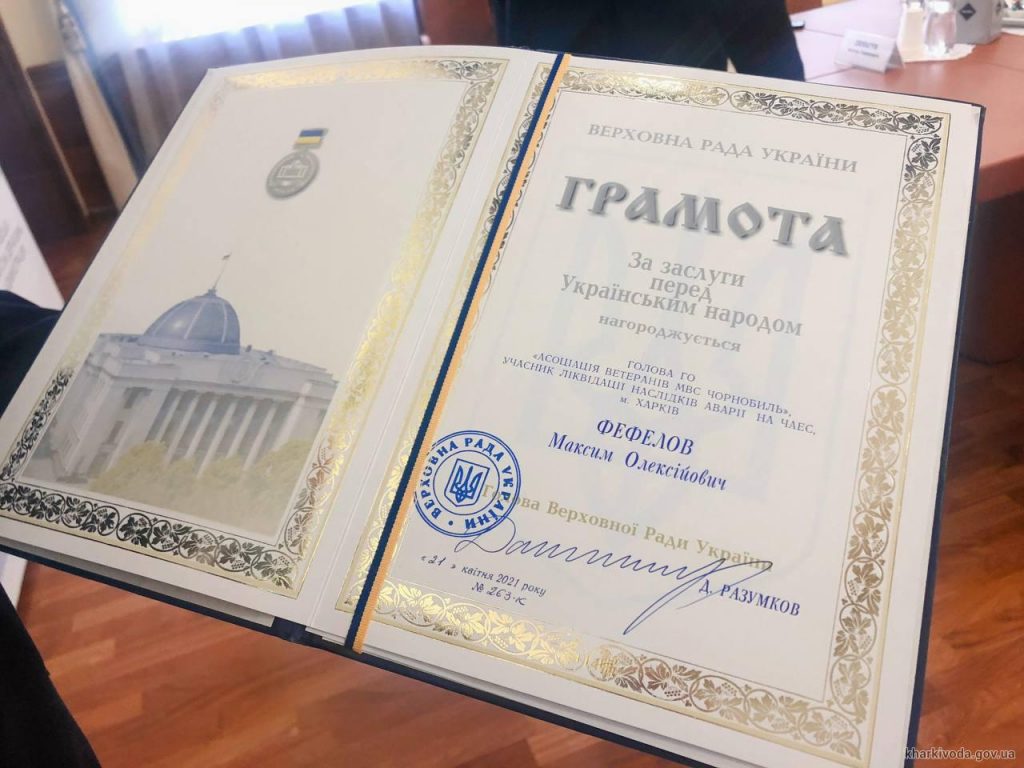 ВЕРХОВНА РАДА УКРАЇНИ
ГРАМОТА
За заслуги
перед
Українським народом
нагороджується
ГОЛОВА ГО
«АСОЦІАЦІЯ ВЕТЕРАНІВ МВС ЧОРНОБИЛЬ»,
УЧАСНИК ЛІКВІДАЦІЇ НАСЛІДКІВ АВАРІЇ НА ЧАЕС,
м. ХАРКІВ
ФЕФЕЛОВ
Максим Олексійович
ВЕРХОВНА РАДА УКРАЇНИ
Голова Верховної Ради України
Д. РАЗУМКОВ
« 21 » квітня 2021 року
№ 263-к
kharkivoda.gov.ua